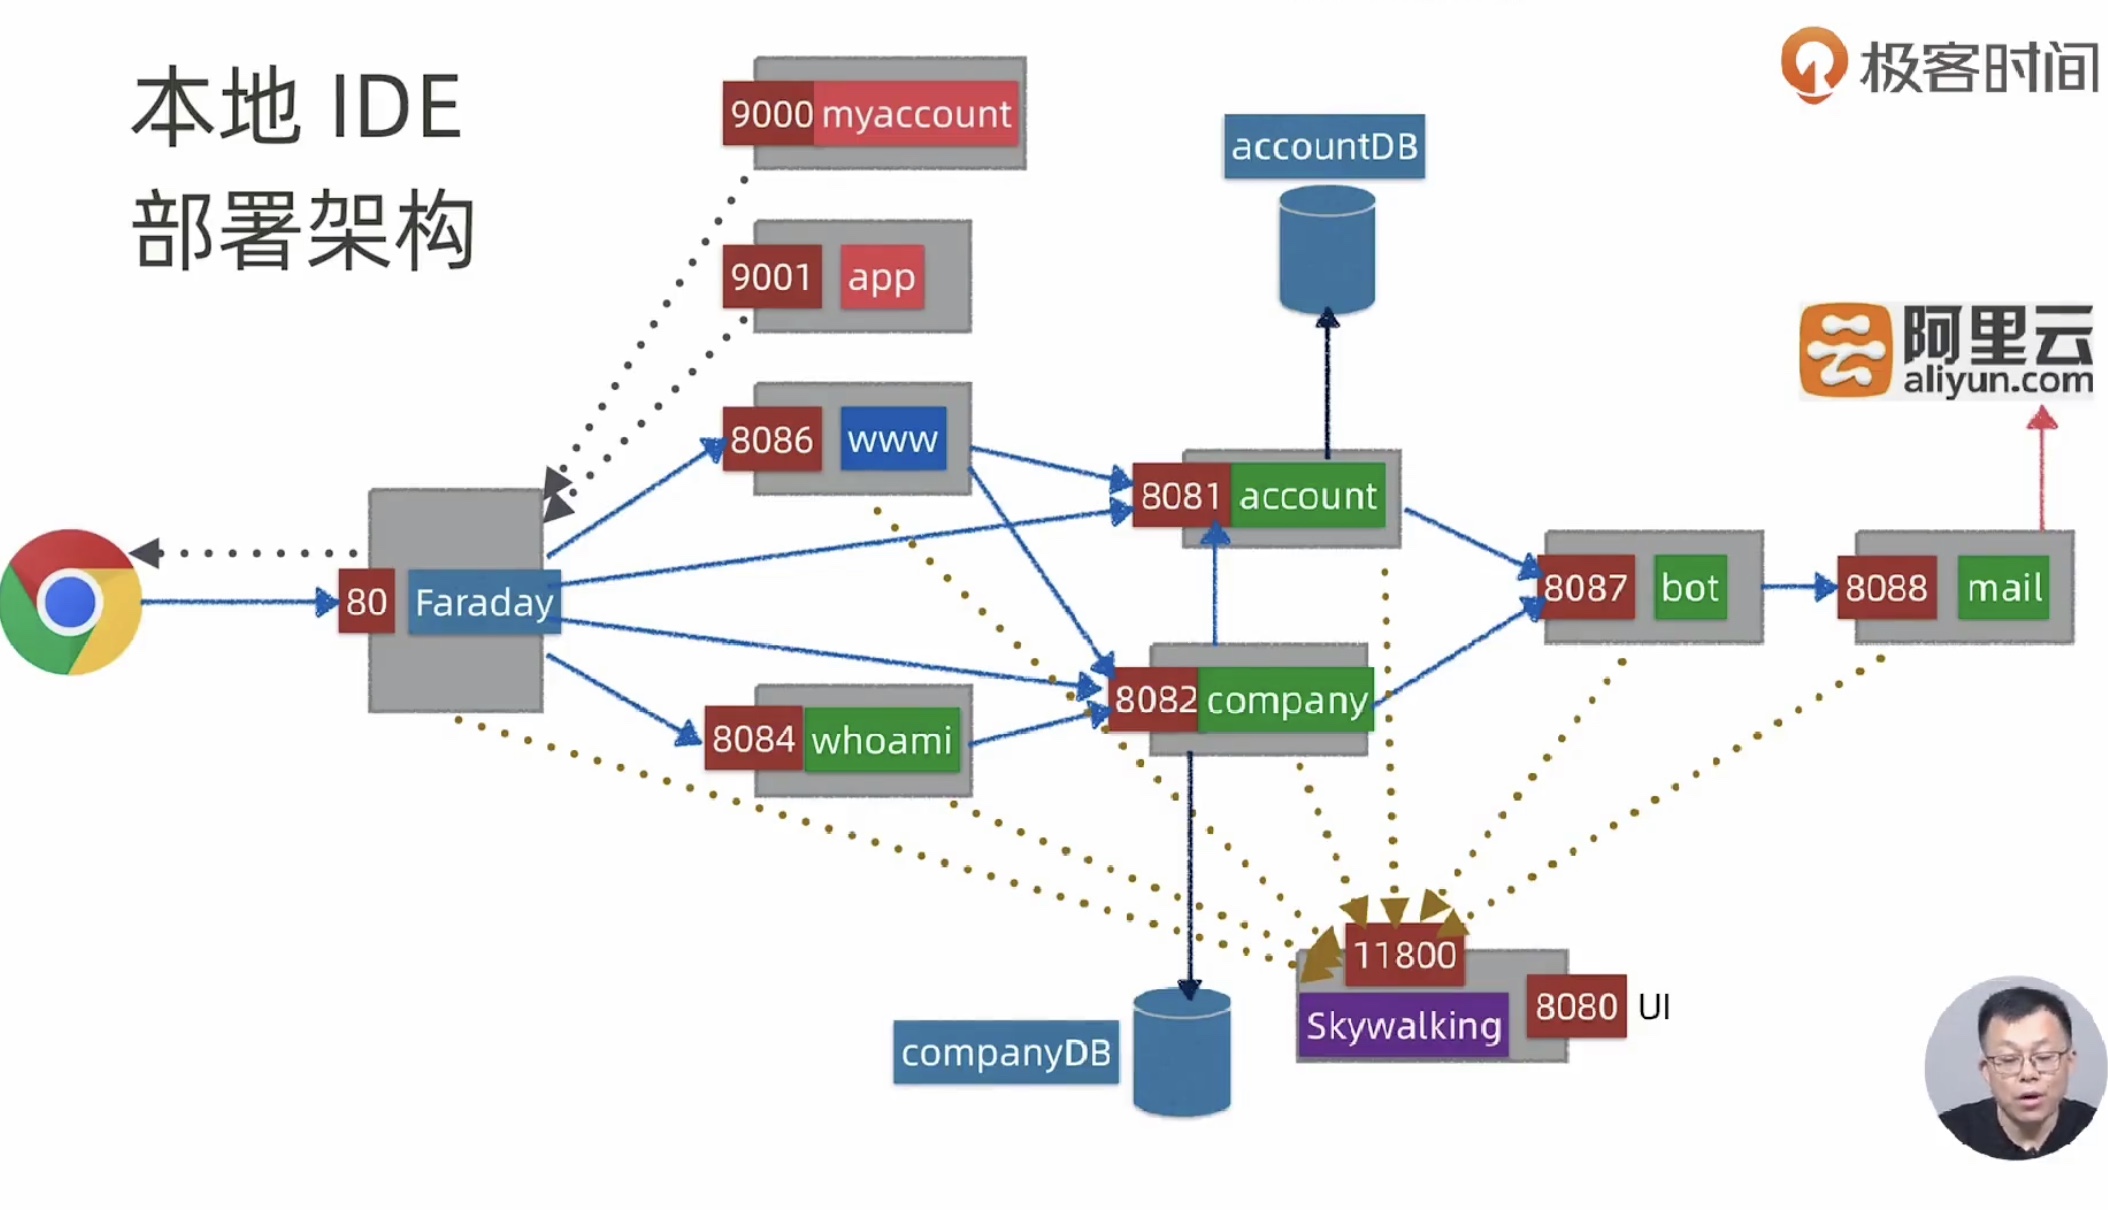 本地 IDE
部署架构
极客时间
9000 myaccount
accountDB
9001 app
阿里云
aliyun.com
8086 www
8081 account
80 Faraday
8087 bot
8088 mail
8084 whoami
8082 company
11800
Skywalking
8080 UI
companyDB